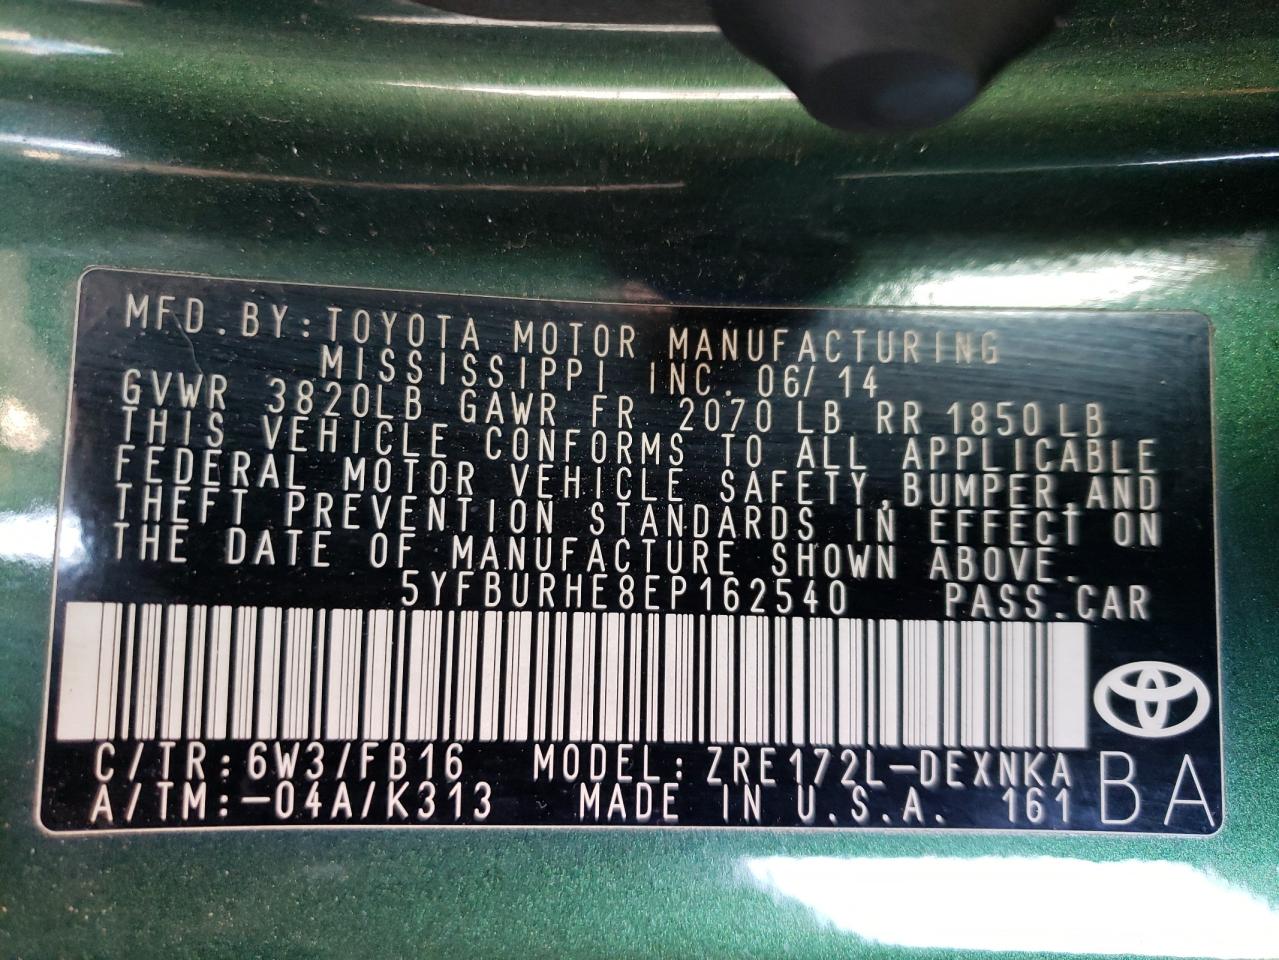 MFD.BY:TOYOTA MOTOR MANUFACTURING
MISSISSIPPI INC. 06/14
GVWR 3820LB GAWR FR 2070LB RR 1850LB
THIS VEHICLE CONFORMS TO ALL APPLICABLE
FEDERAL MOTOR VEHICLE SAFETY,BUMPER,AND
THEFT PREVENTION STANDARDS IN EFFECT ON
THE DATE OF MANUFACTURE SHOWN ABOVE.
5YFBURHE8EP162540 PASS.CAR
C/TR:6W3/FB16 MODEL:ZRE172L-DEXNKA
A/TM:-04A/K313 MADE IN U.S.A. 161
BA